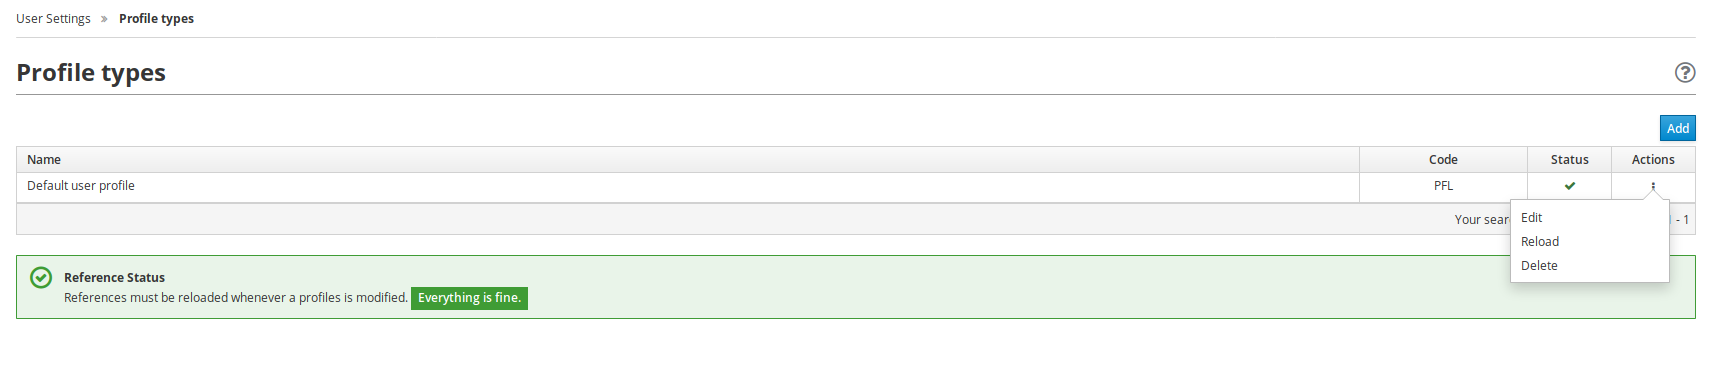 User Settings » Profile types
Profile types
Add
Name Code Status Actions
Default user profile PFL
Your sear - 1
Edit
Reload
Delete
Reference Status
References must be reloaded whenever a profiles is modified. Everything is fine.